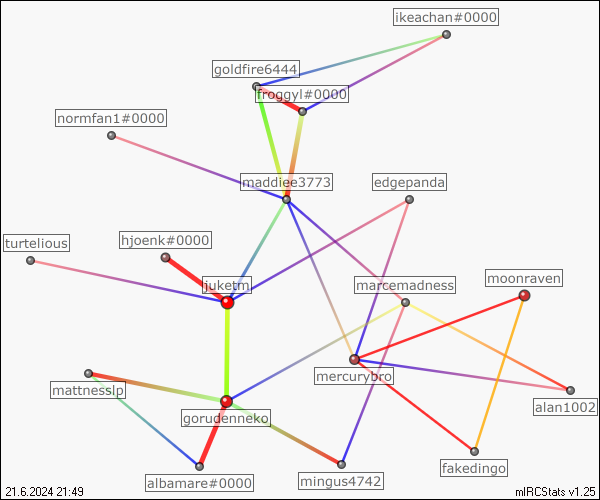 ikeachan#0000
goldfire6444
froggyl#0000
normfan1#0000
maddiee3773
edgepanda
hjoenk#0000
turtelious
juketm
marcemadness
moonraven
mercurybro
mattnesslp
alan1002
gorudenneko
albamare#0000
mingus4742
fakedingo
21.6.2024 21:49
mIRCStats v1.25